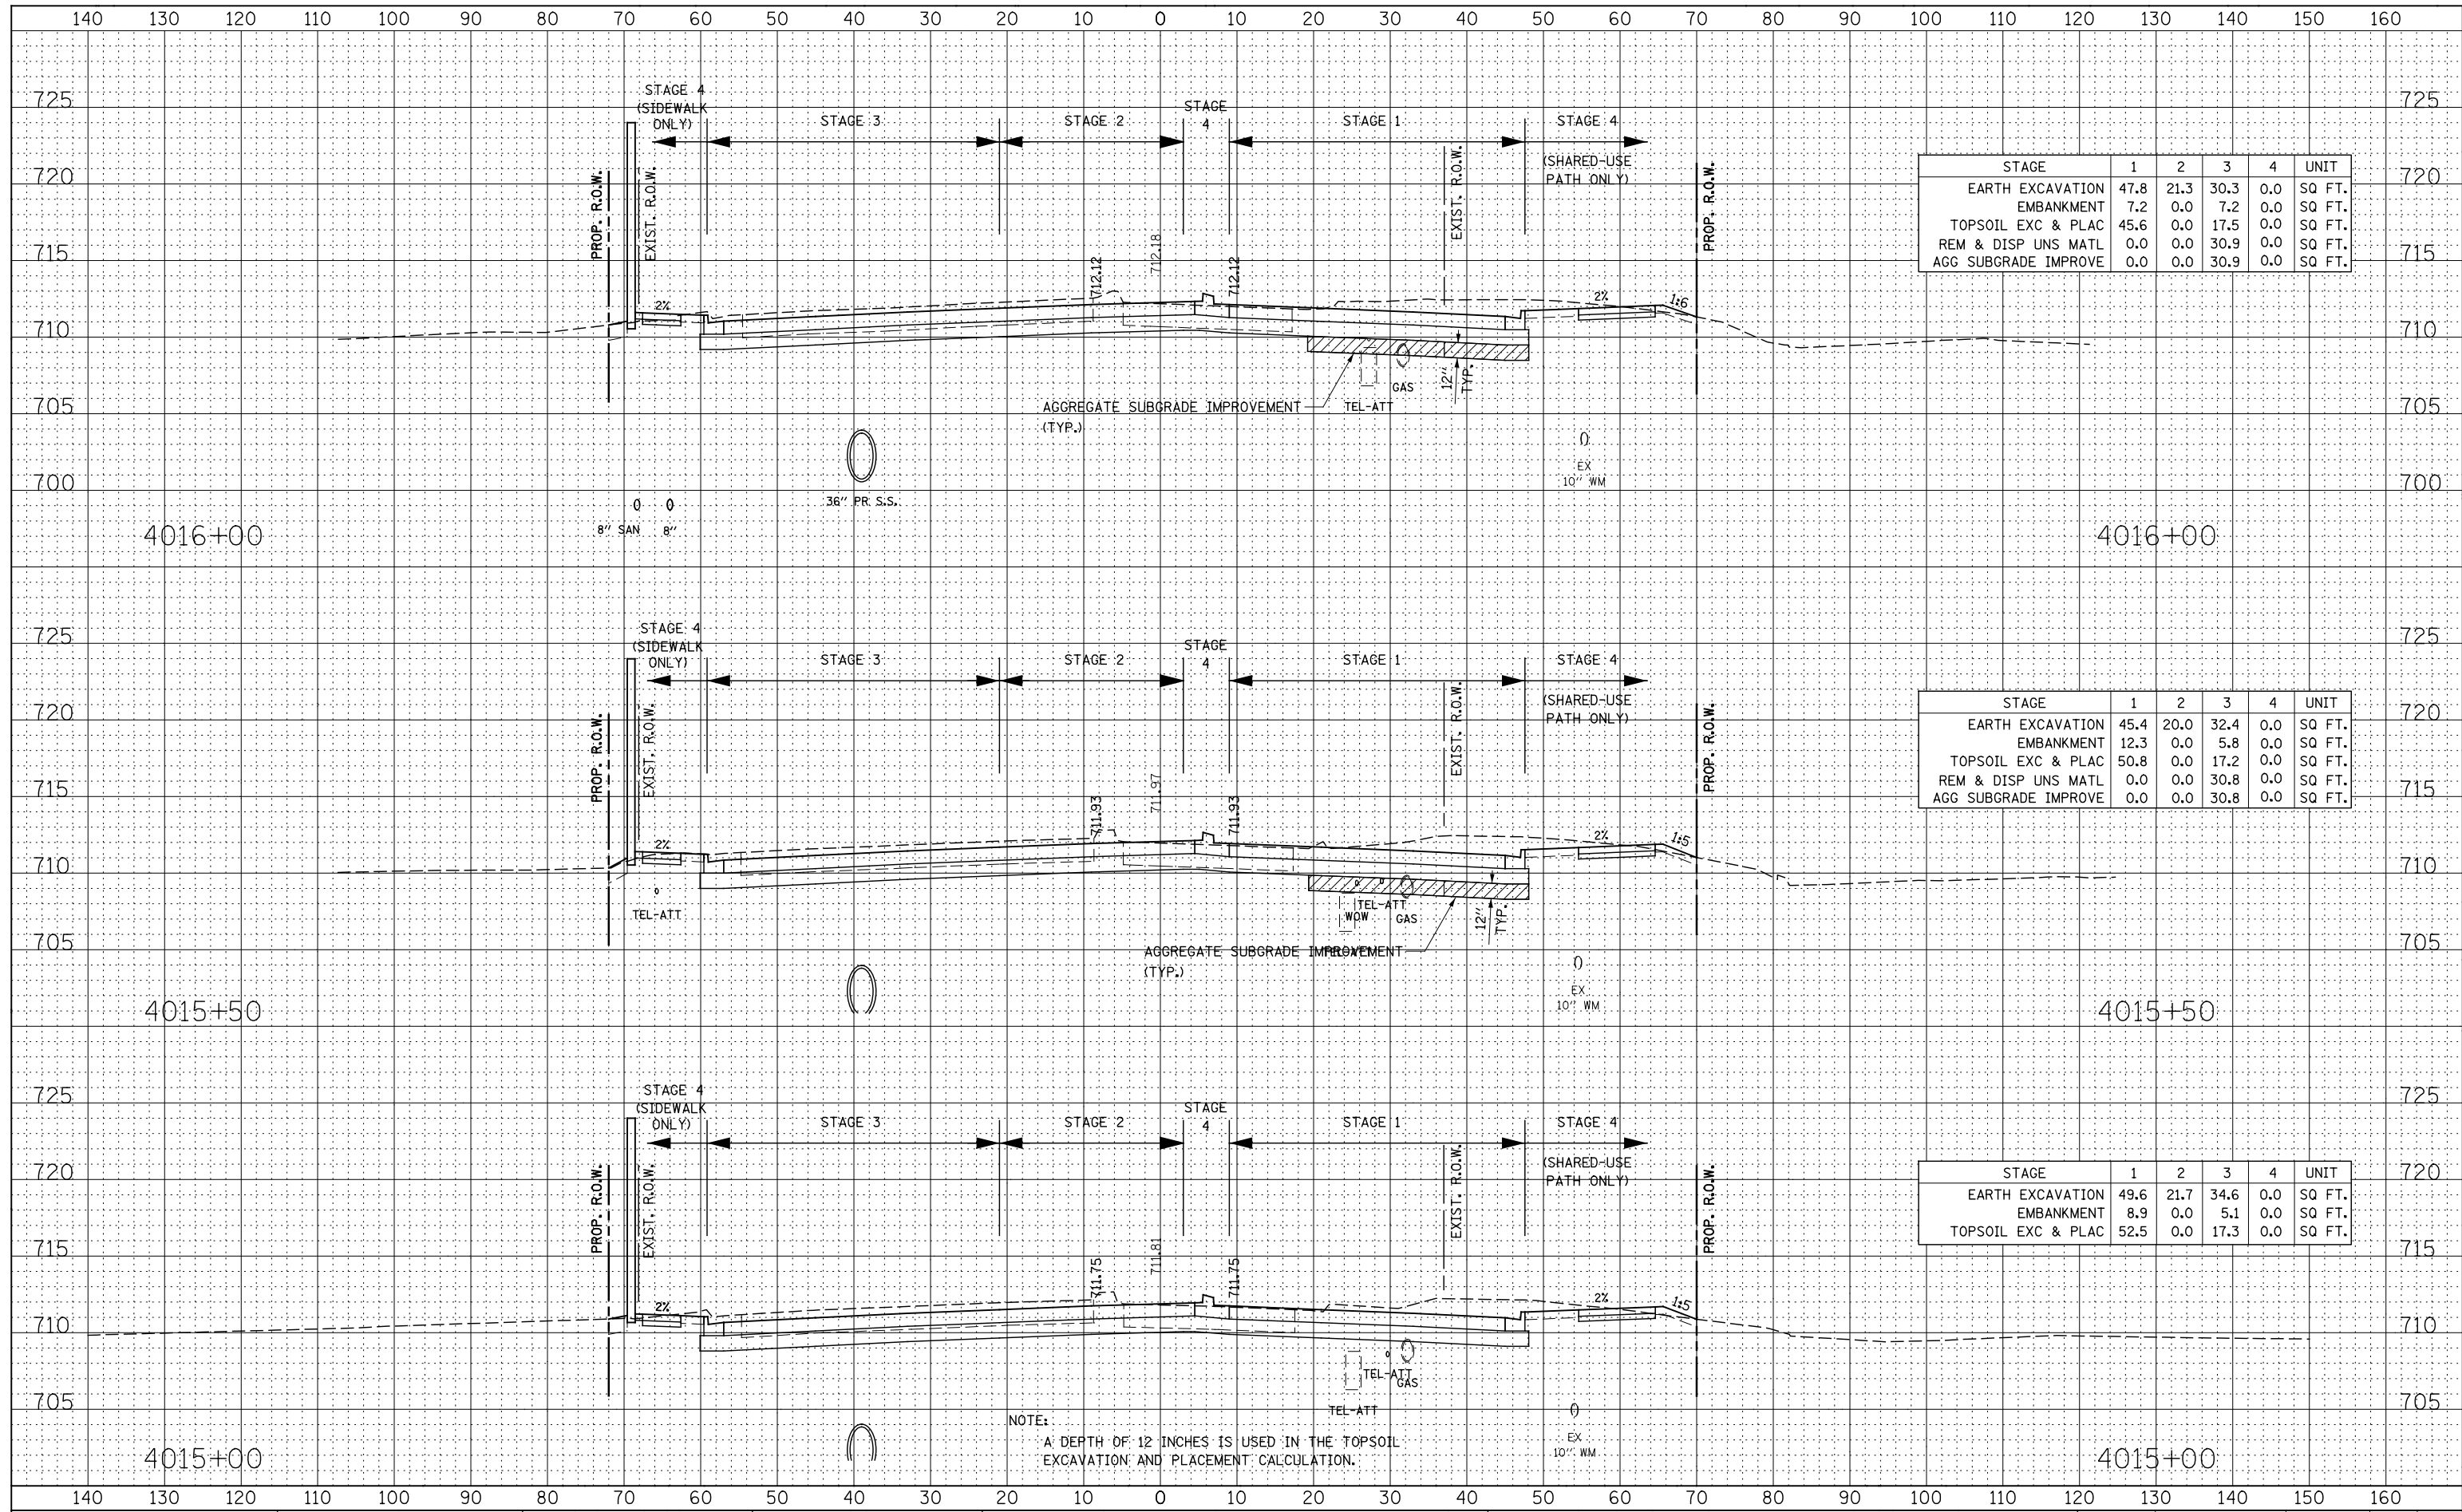 140 130 120 110 100 90 80 70 60 50 40 30 20 10 0 10 20 30 40 50 60 70 80 90 100 110 120 130 140 150 160
725 725
720 720
715 715
710 710
705 705
700 700
STAGE 4
(SIDEWALK
ONLY)
STAGE 3
STAGE 2
STAGE
4
STAGE 1
STAGE 4
(SHARED-USE
PATH ONLY)
PROP. R.O.W.
EXIST. R.O.W.
712.12
712.18
712.12
EXIST. R.O.W.
PROP. R.O.W.
2%
2%
1:6
GAS
12"
TYP.
AGGREGATE SUBGRADE IMPROVEMENT
(TYP.)
TEL-ATT
EX
10" WM
36" PR S.S.
8" SAN
8"
4016+00 4016+00
STAGE 1 2 3 4 UNIT
EARTH EXCAVATION 47.8 21.3 30.3 0.0 SQ FT.
EMBANKMENT 7.2 0.0 7.2 0.0 SQ FT.
TOPSOIL EXC & PLAC 45.6 0.0 17.5 0.0 SQ FT.
REM & DISP UNS MATL 0.0 0.0 30.9 0.0 SQ FT.
AGG SUBGRADE IMPROVE 0.0 0.0 30.9 0.0 SQ FT.
725 725
720 720
715 715
710 710
705 705
STAGE 4
(SIDEWALK
ONLY)
STAGE 3
STAGE 2
STAGE
4
STAGE 1
STAGE 4
(SHARED-USE
PATH ONLY)
PROP. R.O.W.
EXIST. R.O.W.
711.93
711.97
711.93
EXIST. R.O.W.
PROP. R.O.W.
2%
2%
1:5
TEL-ATT
TEL-ATT
WOW
GAS
12"
TYP.
AGGREGATE SUBGRADE IMPROVEMENT
(TYP.)
EX
10" WM
4015+50 4015+50
STAGE 1 2 3 4 UNIT
EARTH EXCAVATION 45.4 20.0 32.4 0.0 SQ FT.
EMBANKMENT 12.3 0.0 5.8 0.0 SQ FT.
TOPSOIL EXC & PLAC 50.8 0.0 17.2 0.0 SQ FT.
REM & DISP UNS MATL 0.0 0.0 30.8 0.0 SQ FT.
AGG SUBGRADE IMPROVE 0.0 0.0 30.8 0.0 SQ FT.
725 725
720 720
715 715
710 710
705 705
STAGE 4
(SIDEWALK
ONLY)
STAGE 3
STAGE 2
STAGE
4
STAGE 1
STAGE 4
(SHARED-USE
PATH ONLY)
PROP. R.O.W.
EXIST. R.O.W.
711.75
711.81
711.75
EXIST. R.O.W.
PROP. R.O.W.
2%
2%
1:5
TEL-ATT
GAS
TEL-ATT
EX
10" WM
NOTE:
A DEPTH OF 12 INCHES IS USED IN THE TOPSOIL
EXCAVATION AND PLACEMENT CALCULATION.
4015+00 4015+00
STAGE 1 2 3 4 UNIT
EARTH EXCAVATION 49.6 21.7 34.6 0.0 SQ FT.
EMBANKMENT 8.9 0.0 5.1 0.0 SQ FT.
TOPSOIL EXC & PLAC 52.5 0.0 17.3 0.0 SQ FT.
140 130 120 110 100 90 80 70 60 50 40 30 20 10 0 10 20 30 40 50 60 70 80 90 100 110 120 130 140 150 160